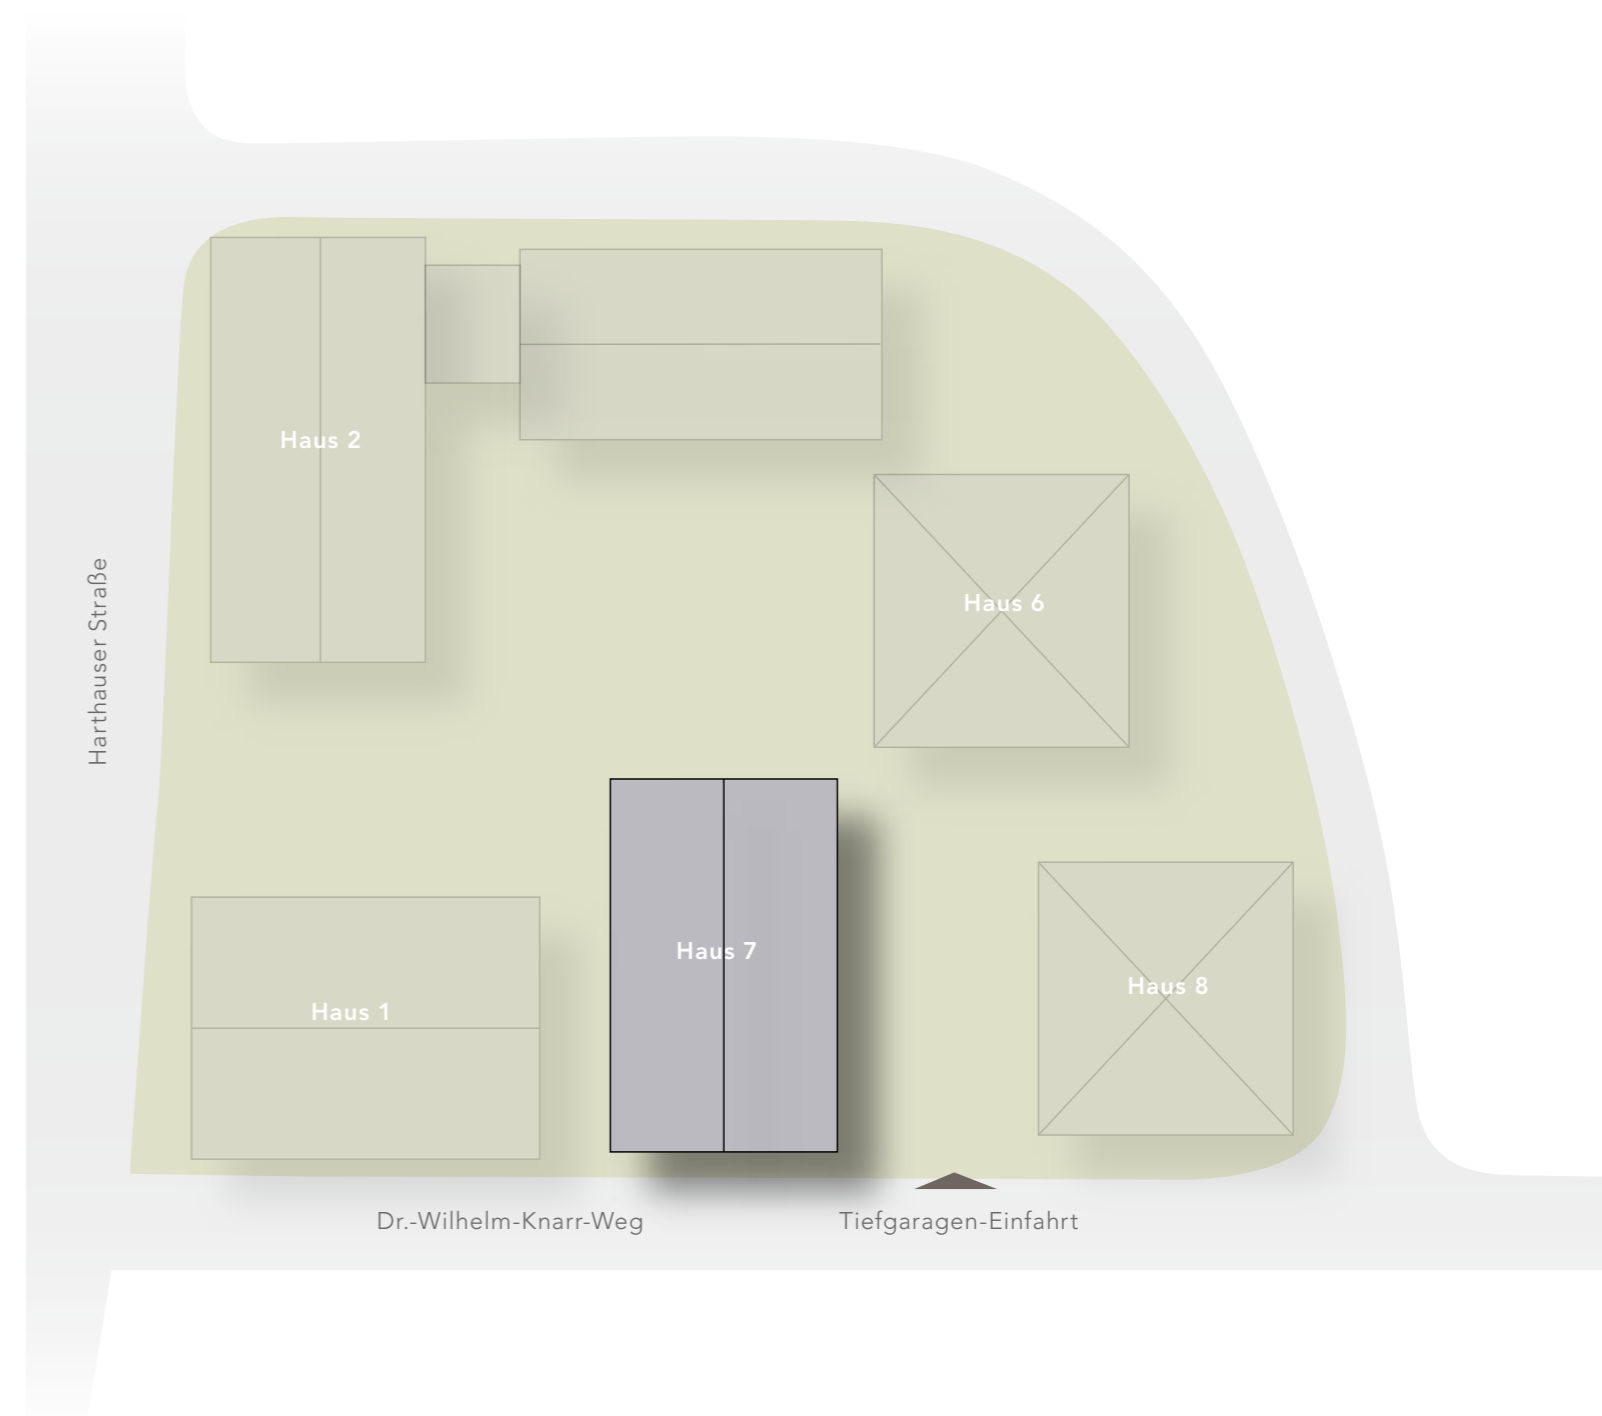 Haus 2
Haus 6
Harthauser Straße
Haus 7
Haus 8
Haus 1
Dr.-Wilhelm-Knarr-Weg
Tiefgaragen-Einfahrt